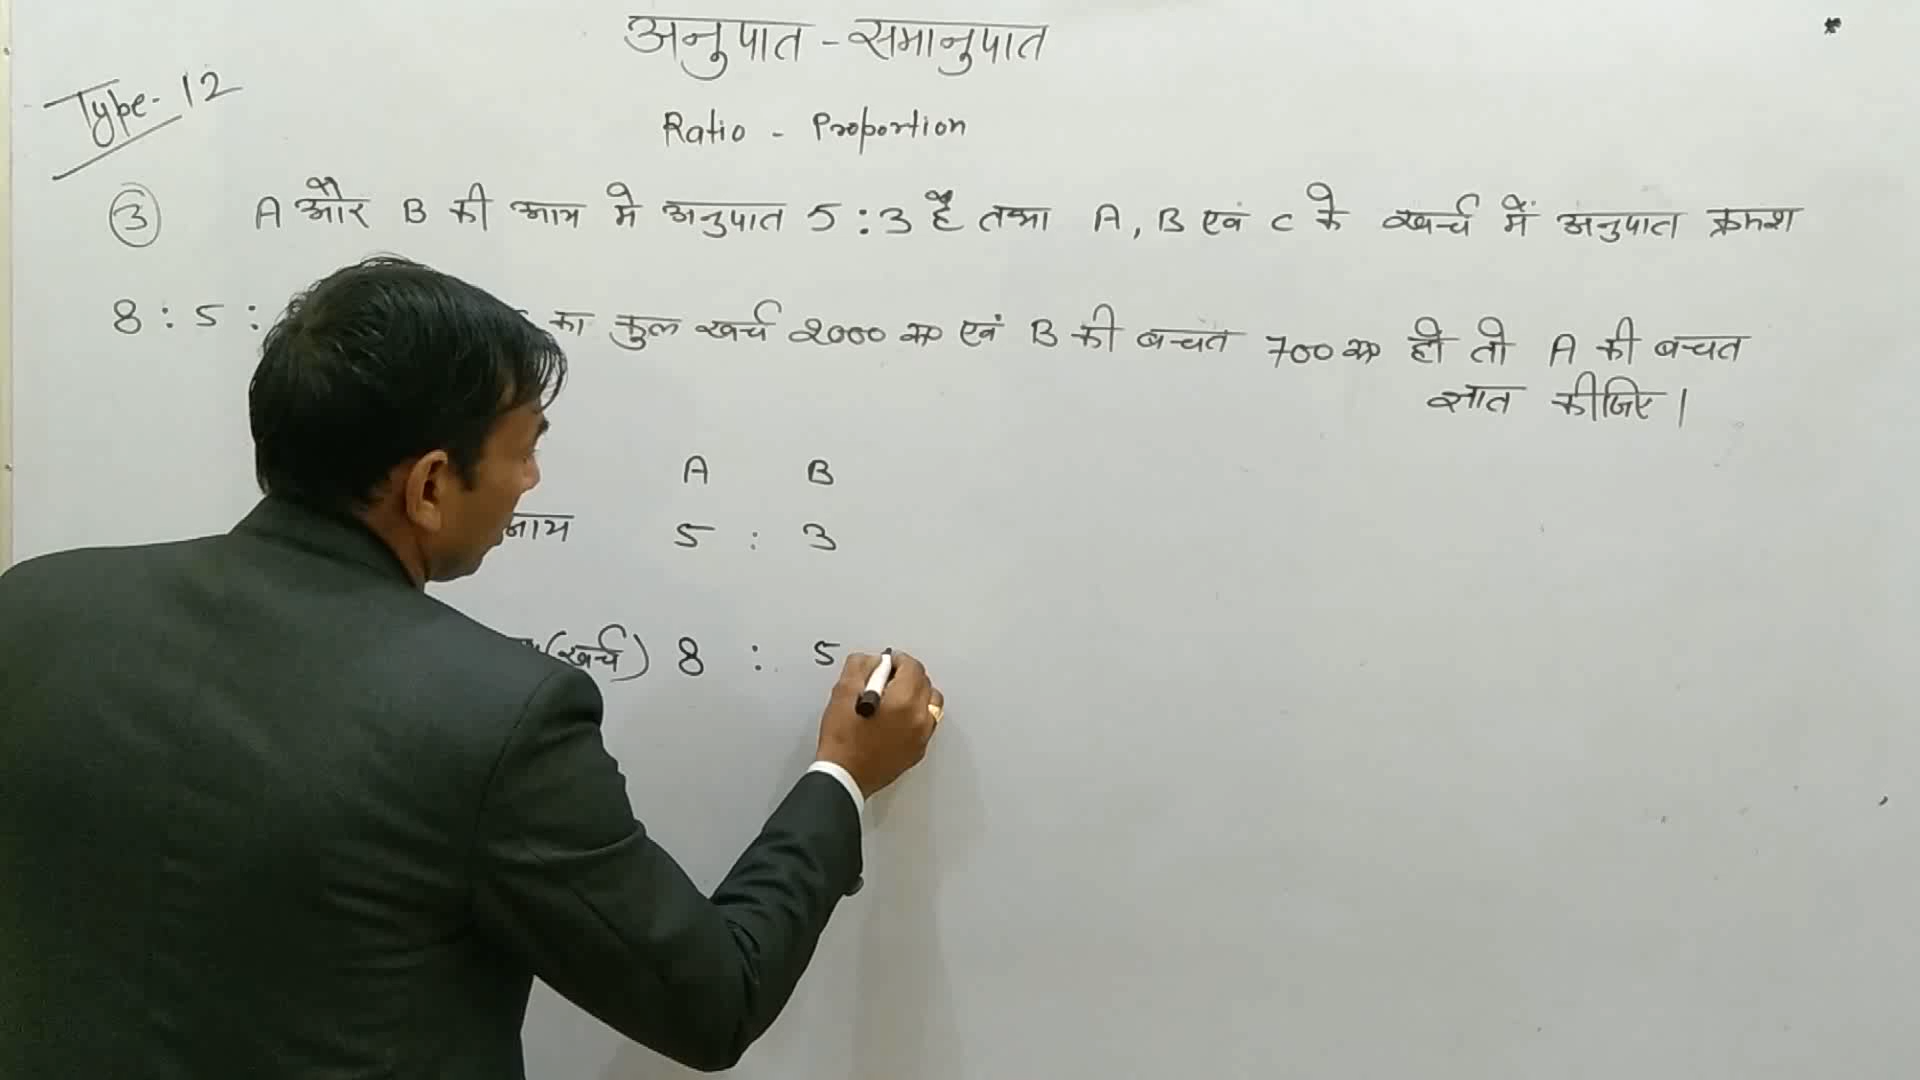 अनुपात - समानुपात
Type - 12
Ratio - Proportion
③ A और B की आय मे अनुपात 5 : 3 है तथा A, B एवं C के खर्च में अनुपात क्रमश
8 : 5 : का कुल खर्च 2000 रू एवं B की बचत 700 रू हो तो A की बचत
ज्ञात कीजिए।
A B
आय 5 : 3
(खर्च) 8 : 5